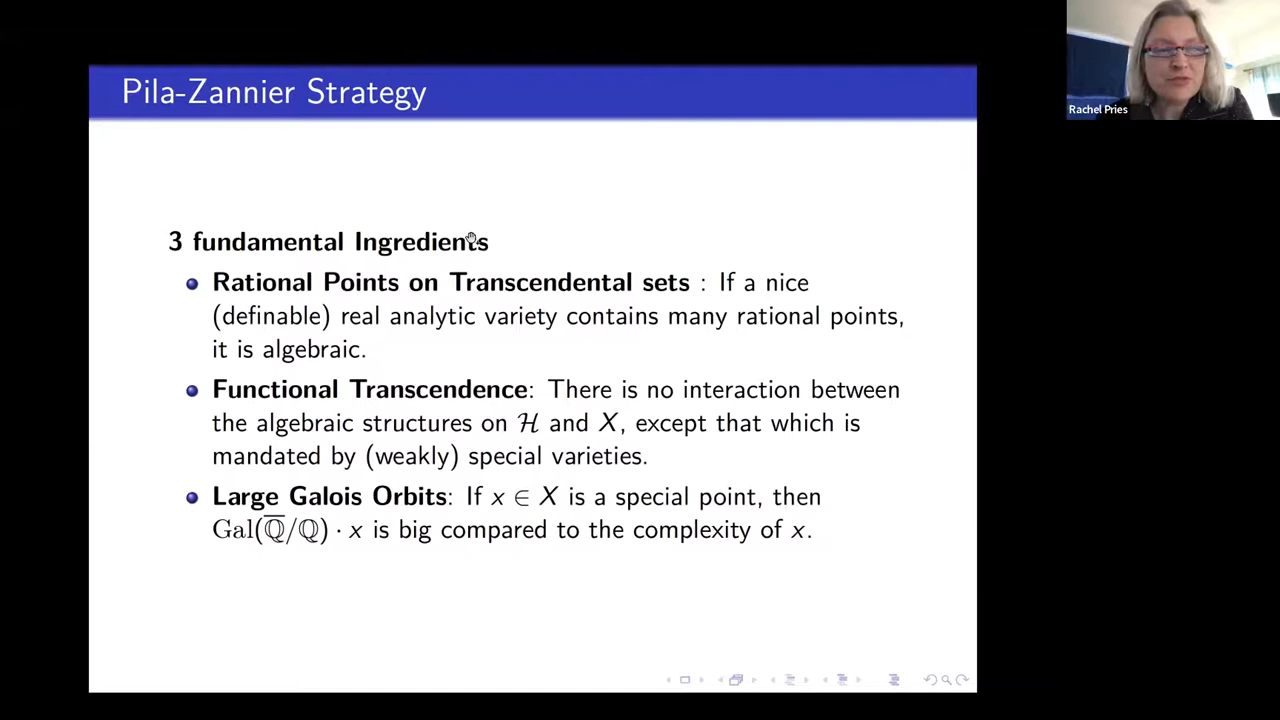 Pila-Zannier Strategy
Rachel Pries
3 fundamental Ingredients
Rational Points on Transcendental sets : If a nice
(definable) real analytic variety contains many rational points,
it is algebraic.
Functional Transcendence: There is no interaction between
the algebraic structures on ℋ and X, except that which is
mandated by (weakly) special varieties.
Large Galois Orbits: If x ∈ X is a special point, then
Gal(ℚ̅/ℚ) · x is big compared to the complexity of x.